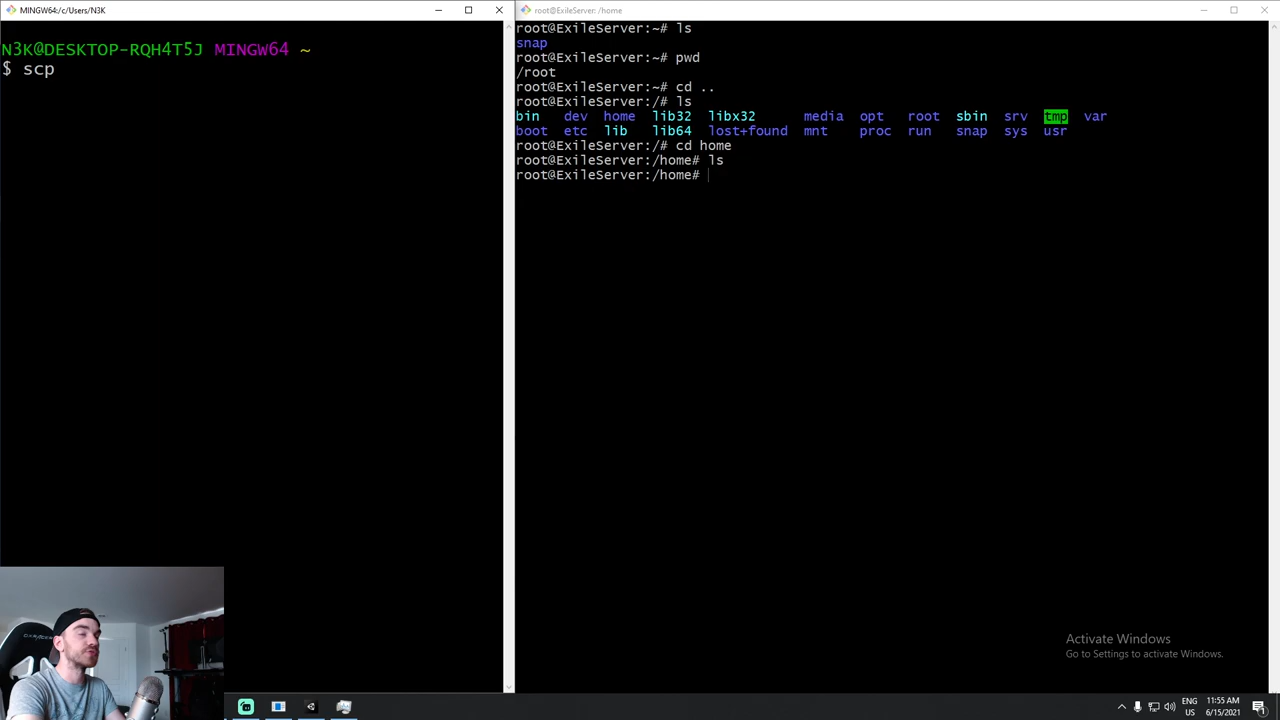 MINGW64:/c/Users/N3K
N3K@DESKTOP-RQH4T5J MINGW64 ~
$ scp
root@ExileServer: /home
root@ExileServer:~# ls
snap
root@ExileServer:~# pwd
/root
root@ExileServer:~# cd ..
root@ExileServer:/# ls
bin dev home lib32 libx32 media opt root sbin srv tmp var
boot etc lib lib64 lost+found mnt proc run snap sys usr
root@ExileServer:/# cd home
root@ExileServer:/home# ls
root@ExileServer:/home#
Activate Windows
Go to Settings to activate Windows.
ENG 11:55 AM
US 6/15/2021